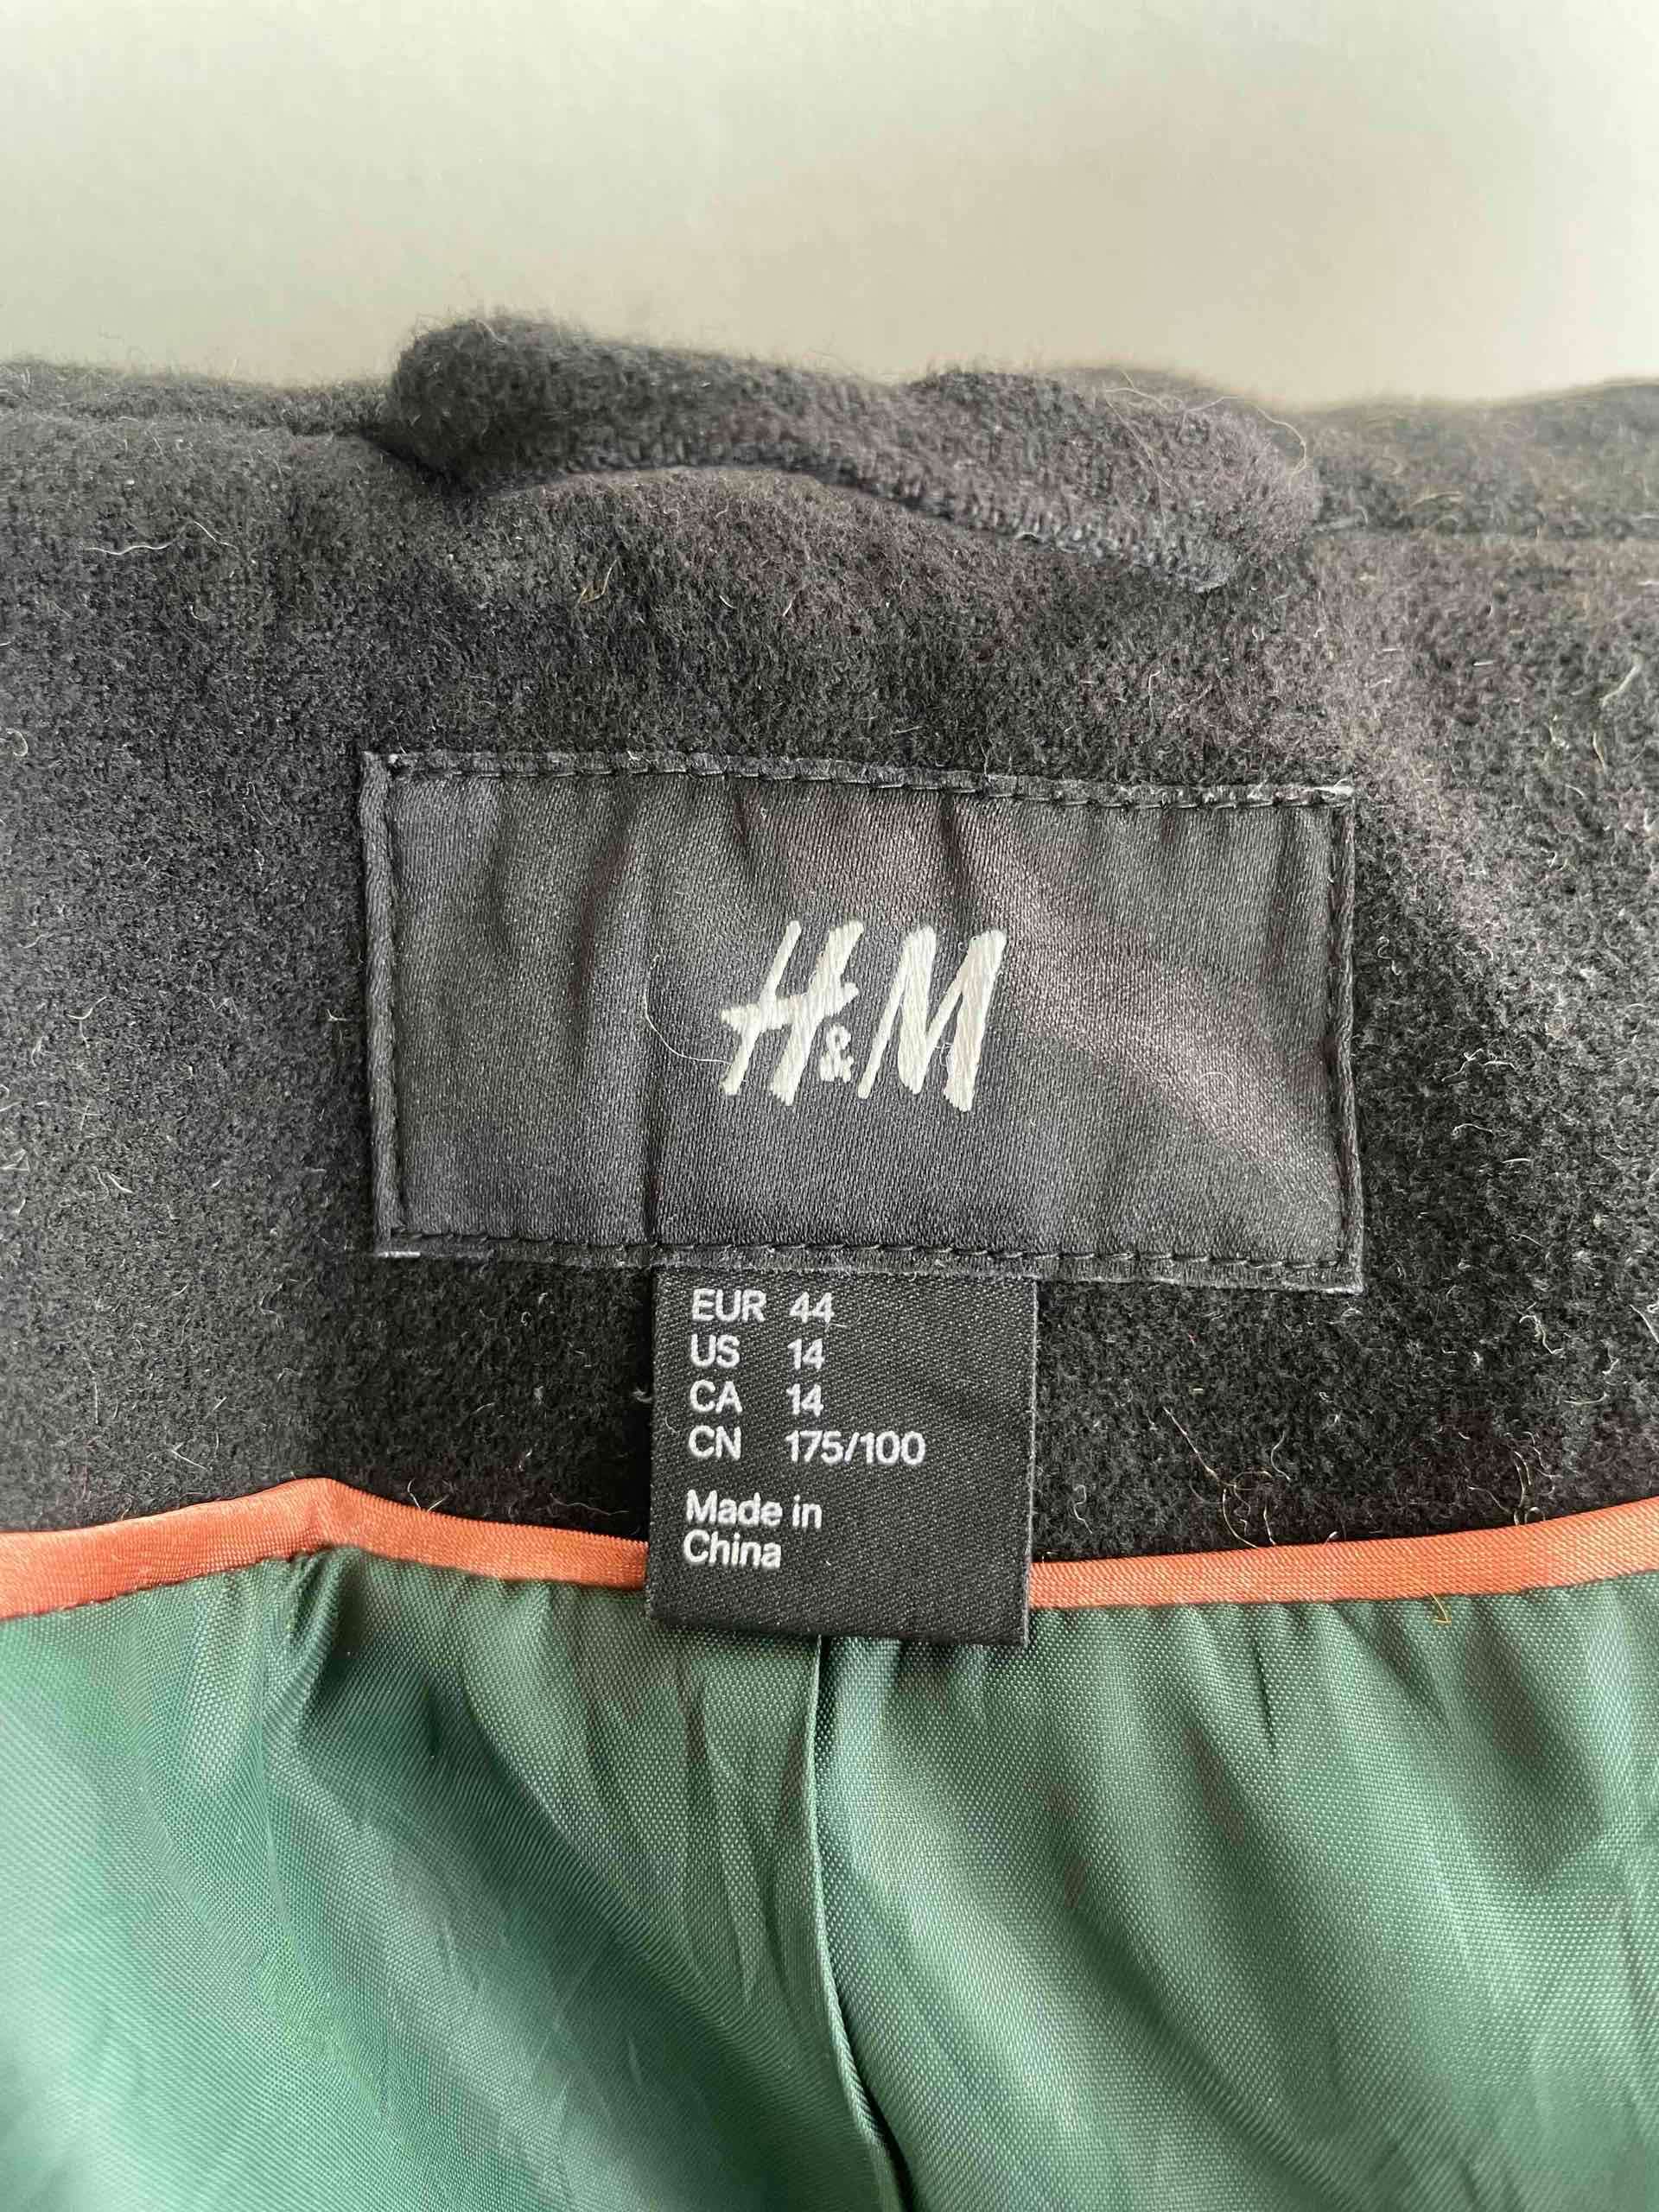 H&M
EUR 44
US 14
CA 14
CN 175/100
Made in
China